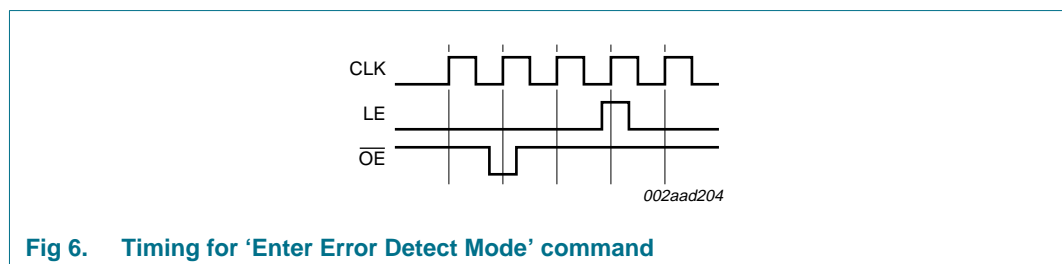 CLK
LE
OE
002aad204
Fig 6. Timing for ‘Enter Error Detect Mode’ command